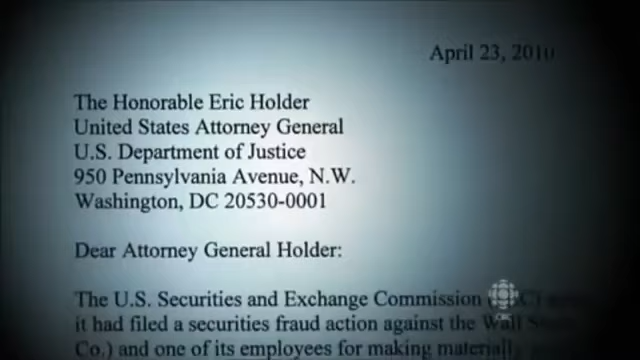 April 23, 2010
The Honorable Eric Holder
United States Attorney General
U.S. Department of Justice
950 Pennsylvania Avenue, N.W.
Washington, DC 20530-0001
Dear Attorney General Holder:
The U.S. Securities and Exchange Commission
it had filed a securities fraud action against the Wall
Co.) and one of its employees for making materially